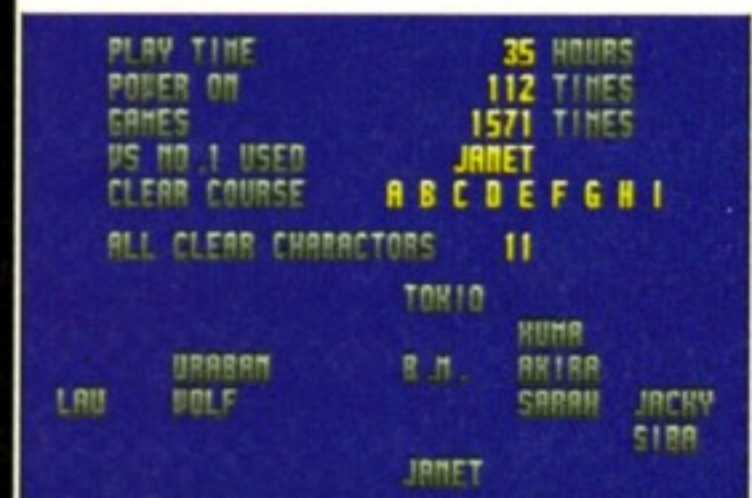 PLAY TIME 35 HOURS
POWER ON 112 TIMES
GAMES 1571 TIMES
VS NO.1 USED JANET
CLEAR COURSE A B C D E F G H I
ALL CLEAR CHARACTORS 11
TOKIO
KUMA
URABAN B.M. AKIRA
LAU WOLF SARAH JACKY
SIBA
JANET